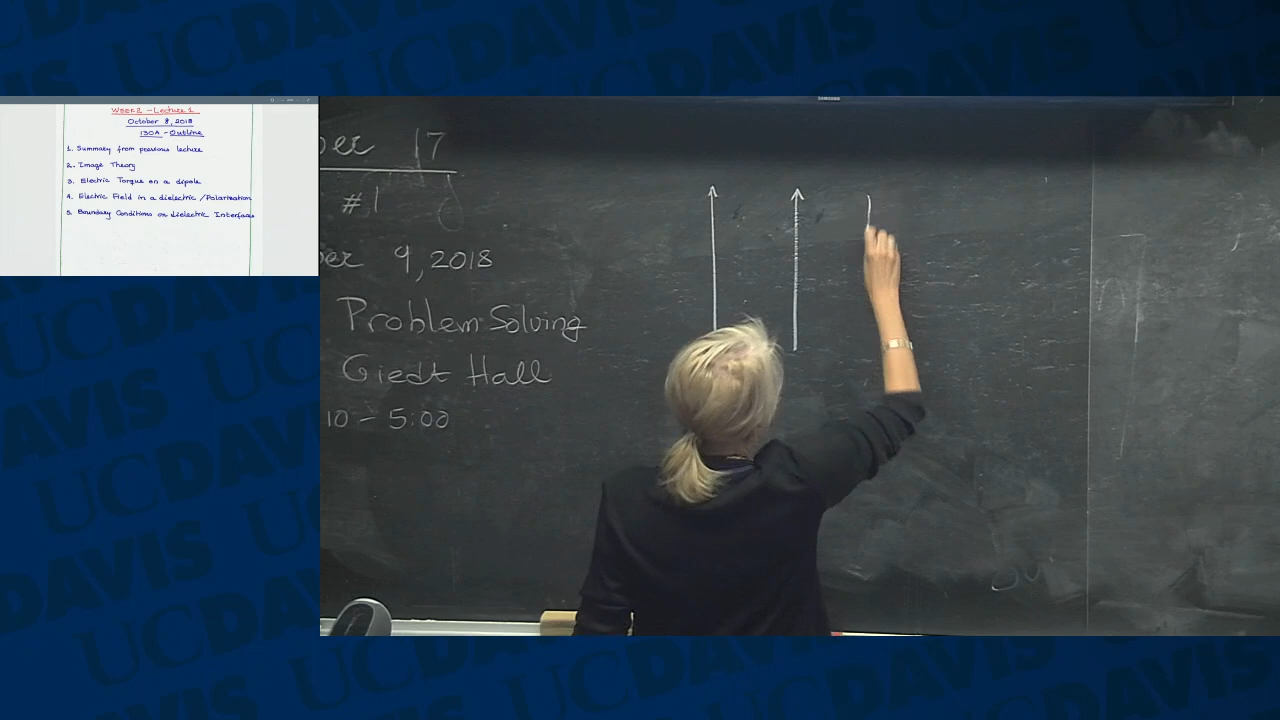 UCDAVIS
Week2 - Lecture 1
October 8, 2018
130A - Outline
1. Summary from previous lecture
2. Image Theory
3. Electric Torque on a dipole
4. Electric Field in a dielectric / Polarization
5. Boundary Conditions on dielectric Interfaces
ber 17
#1
ber 9, 2018
Problem Solving
Giedt Hall
10 - 5:00